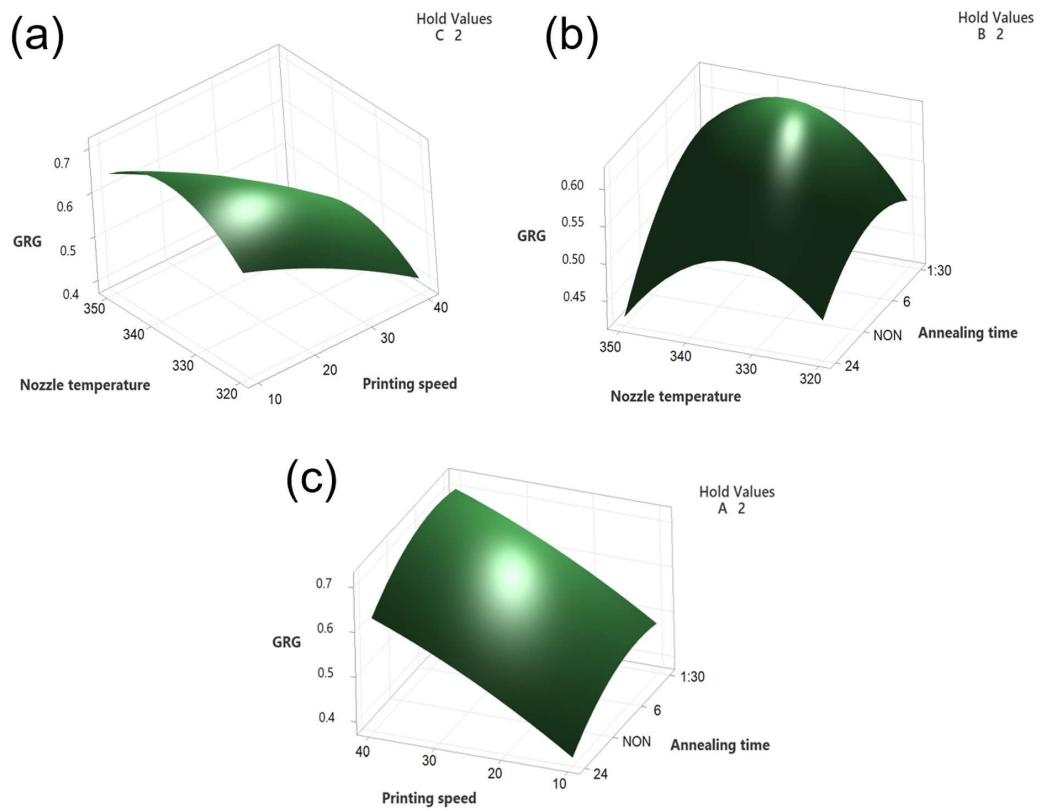 (a)
Hold Values
C 2
0.7
0.6
GRG
0.5
0.4
350
340
330
320
Nozzle temperature
40
30
20
10
Printing speed
(b)
Hold Values
B 2
0.60
GRG
0.55
0.50
0.45
350
340
330
320
Nozzle temperature
1:30
6
NON
24
Annealing time
(c)
Hold Values
A 2
0.7
0.6
GRG
0.5
0.4
40
30
20
10
Printing speed
1:30
6
NON
24
Annealing time